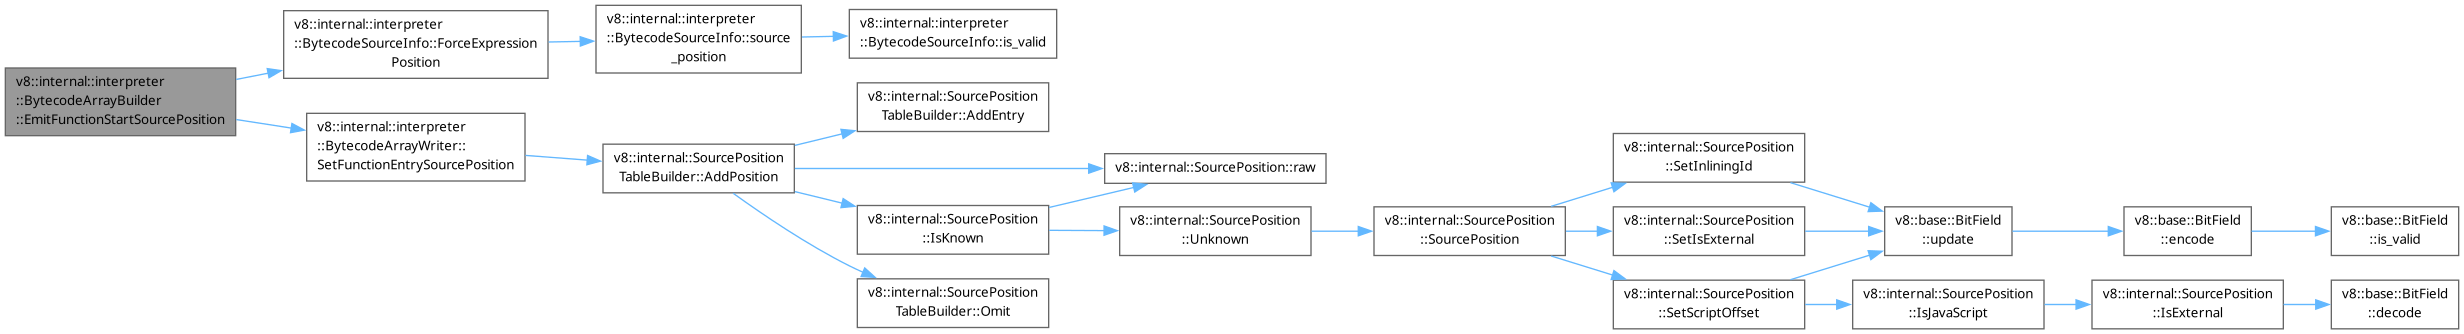 v8::internal::interpreter
::BytecodeArrayBuilder
::EmitFunctionStartSourcePosition
v8::internal::interpreter
::BytecodeSourceInfo::ForceExpression
Position
v8::internal::interpreter
::BytecodeSourceInfo::source
_position
v8::internal::interpreter
::BytecodeSourceInfo::is_valid
v8::internal::interpreter
::BytecodeArrayWriter::
SetFunctionEntrySourcePosition
v8::internal::SourcePosition
TableBuilder::AddPosition
v8::internal::SourcePosition
TableBuilder::AddEntry
v8::internal::SourcePosition::raw
v8::internal::SourcePosition
::IsKnown
v8::internal::SourcePosition
TableBuilder::Omit
v8::internal::SourcePosition
::Unknown
v8::internal::SourcePosition
::SourcePosition
v8::internal::SourcePosition
::SetInliningId
v8::internal::SourcePosition
::SetIsExternal
v8::internal::SourcePosition
::SetScriptOffset
v8::base::BitField
::update
v8::base::BitField
::encode
v8::base::BitField
::is_valid
v8::internal::SourcePosition
::IsJavaScript
v8::internal::SourcePosition
::IsExternal
v8::base::BitField
::decode